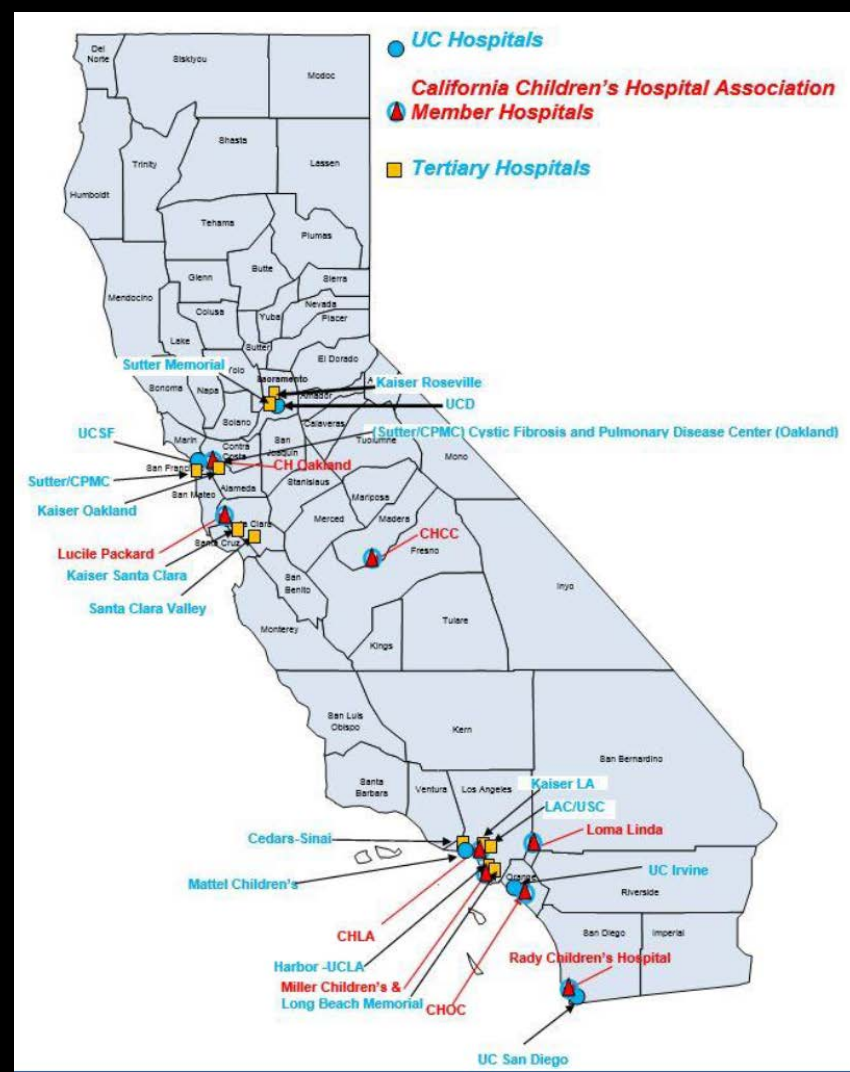 UC Hospitals
California Children's Hospital Association
Member Hospitals
Tertiary Hospitals
Del
Norte
Siskiyou
Modoc
Trinity
Shasta
Lassen
Humboldt
Tehama
Plumas
Mendocino
Glenn
Butte
Sierra
Colusa
Yuba
Nevada
Placer
Lake
Sutter
El Dorado
Sutter Memorial
Yolo
Sacramento
Kaiser Roseville
Sonoma
Napa
Amador
UCD
Solano
Calaveras
UCSF
Marin
Contra
Costa
San
Joaquin
Tuolumne
(Sutter/CPMC) Cystic Fibrosis and Pulmonary Disease Center (Oakland)
CH Oakland
Mono
Sutter/CPMC
San Franci
Alameda
Stanislaus
Kaiser Oakland
San Mateo
Mariposa
Merced
Madera
Lucile Packard
Santa Cruz
Clara
CHCC
Fresno
Kaiser Santa Clara
San
Benito
Inyo
Santa Clara Valley
Monterey
Tulare
Kings
San Luis
Obispo
Kern
San Bernardino
Santa
Barbara
Ventura
Los Angeles
Kaiser LA
LAC/USC
Cedars-Sinai
Loma Linda
Mattel Children's
Orange
UC Irvine
Riverside
CHLA
San Diego
Imperial
Harbor -UCLA
Rady Children's Hospital
Miller Children's &
Long Beach Memorial
CHOC
UC San Diego